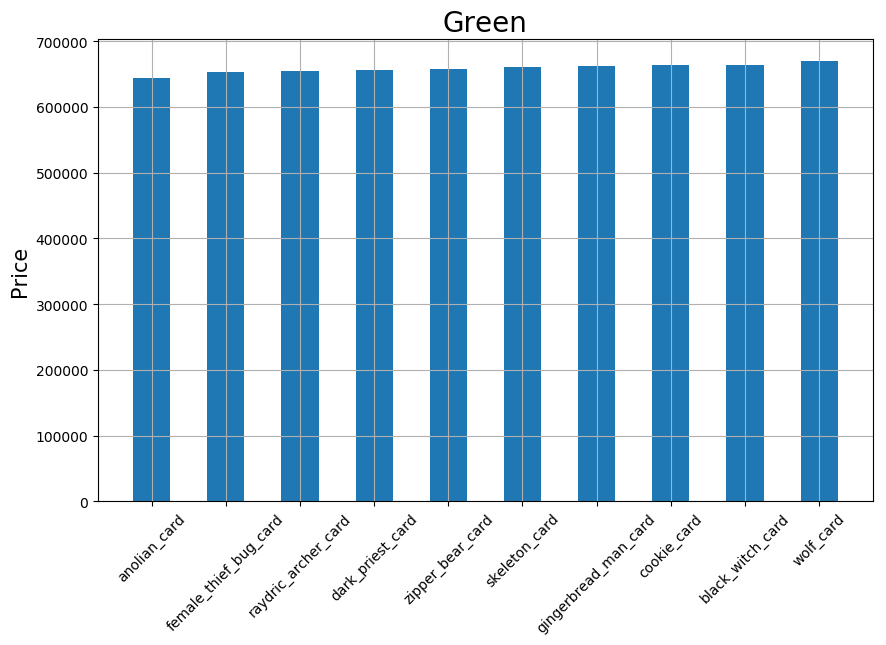 Green
Price
700000
600000
500000
400000
300000
200000
100000
0
anolian_card
female_thief_bug_card
raydric_archer_card
dark_priest_card
zipper_bear_card
skeleton_card
gingerbread_man_card
cookie_card
black_witch_card
wolf_card